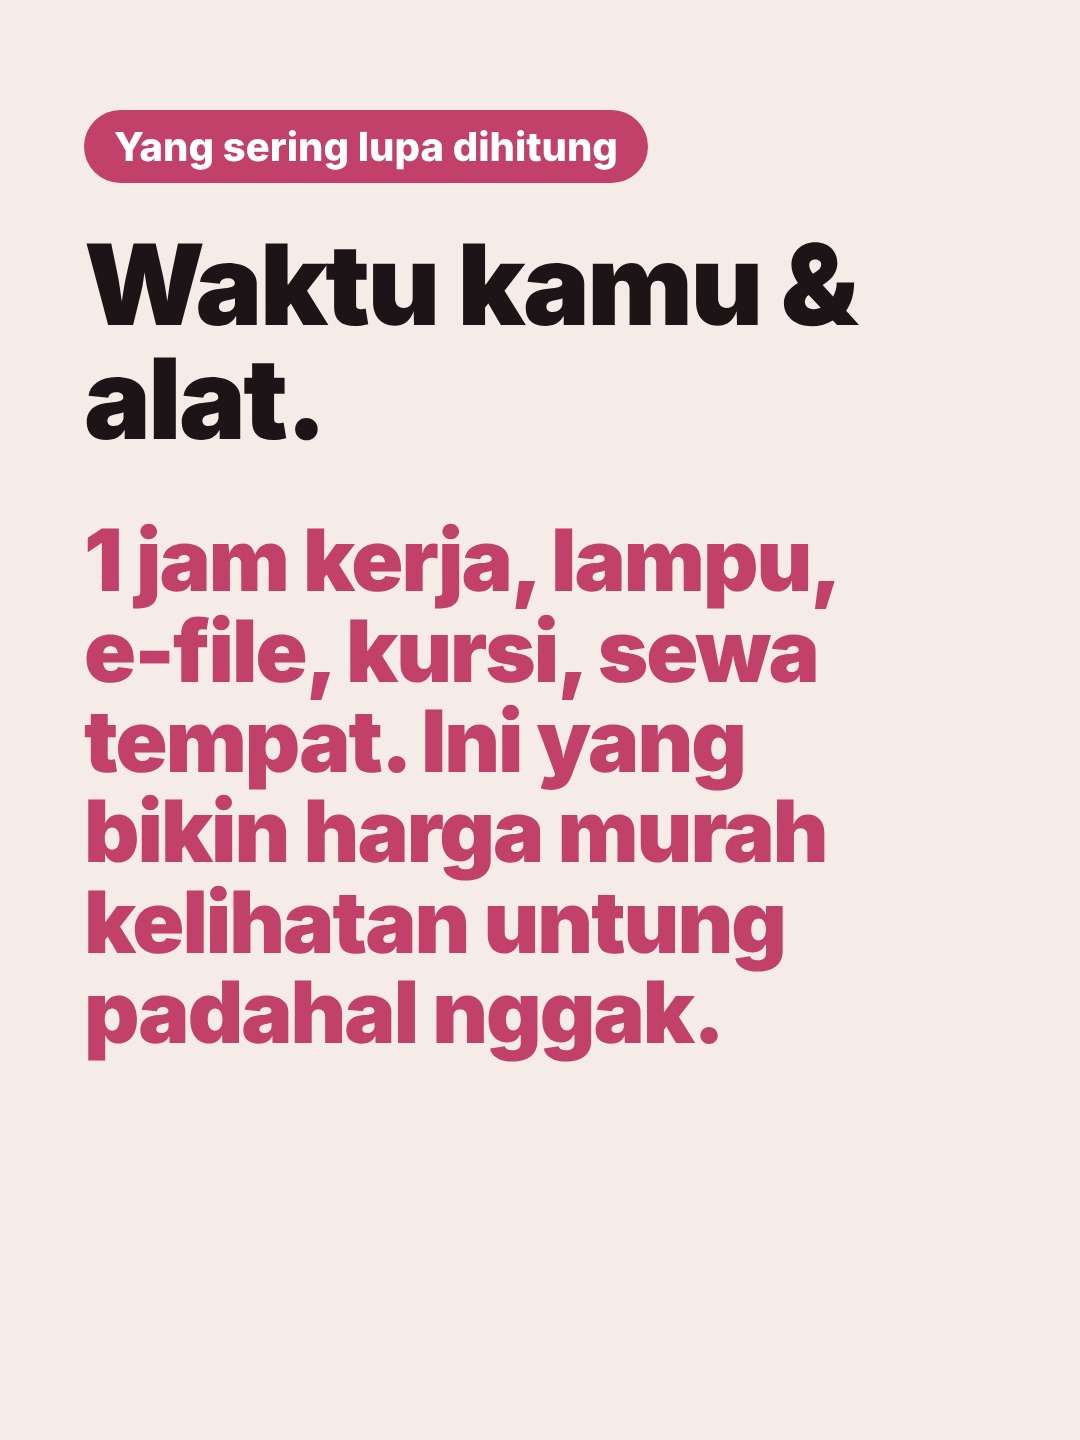 Yang sering lupa dihitung
Waktu kamu &
alat.
1 jam kerja, lampu,
e-file, kursi, sewa
tempat. Ini yang
bikin harga murah
kelihatan untung
padahal nggak.